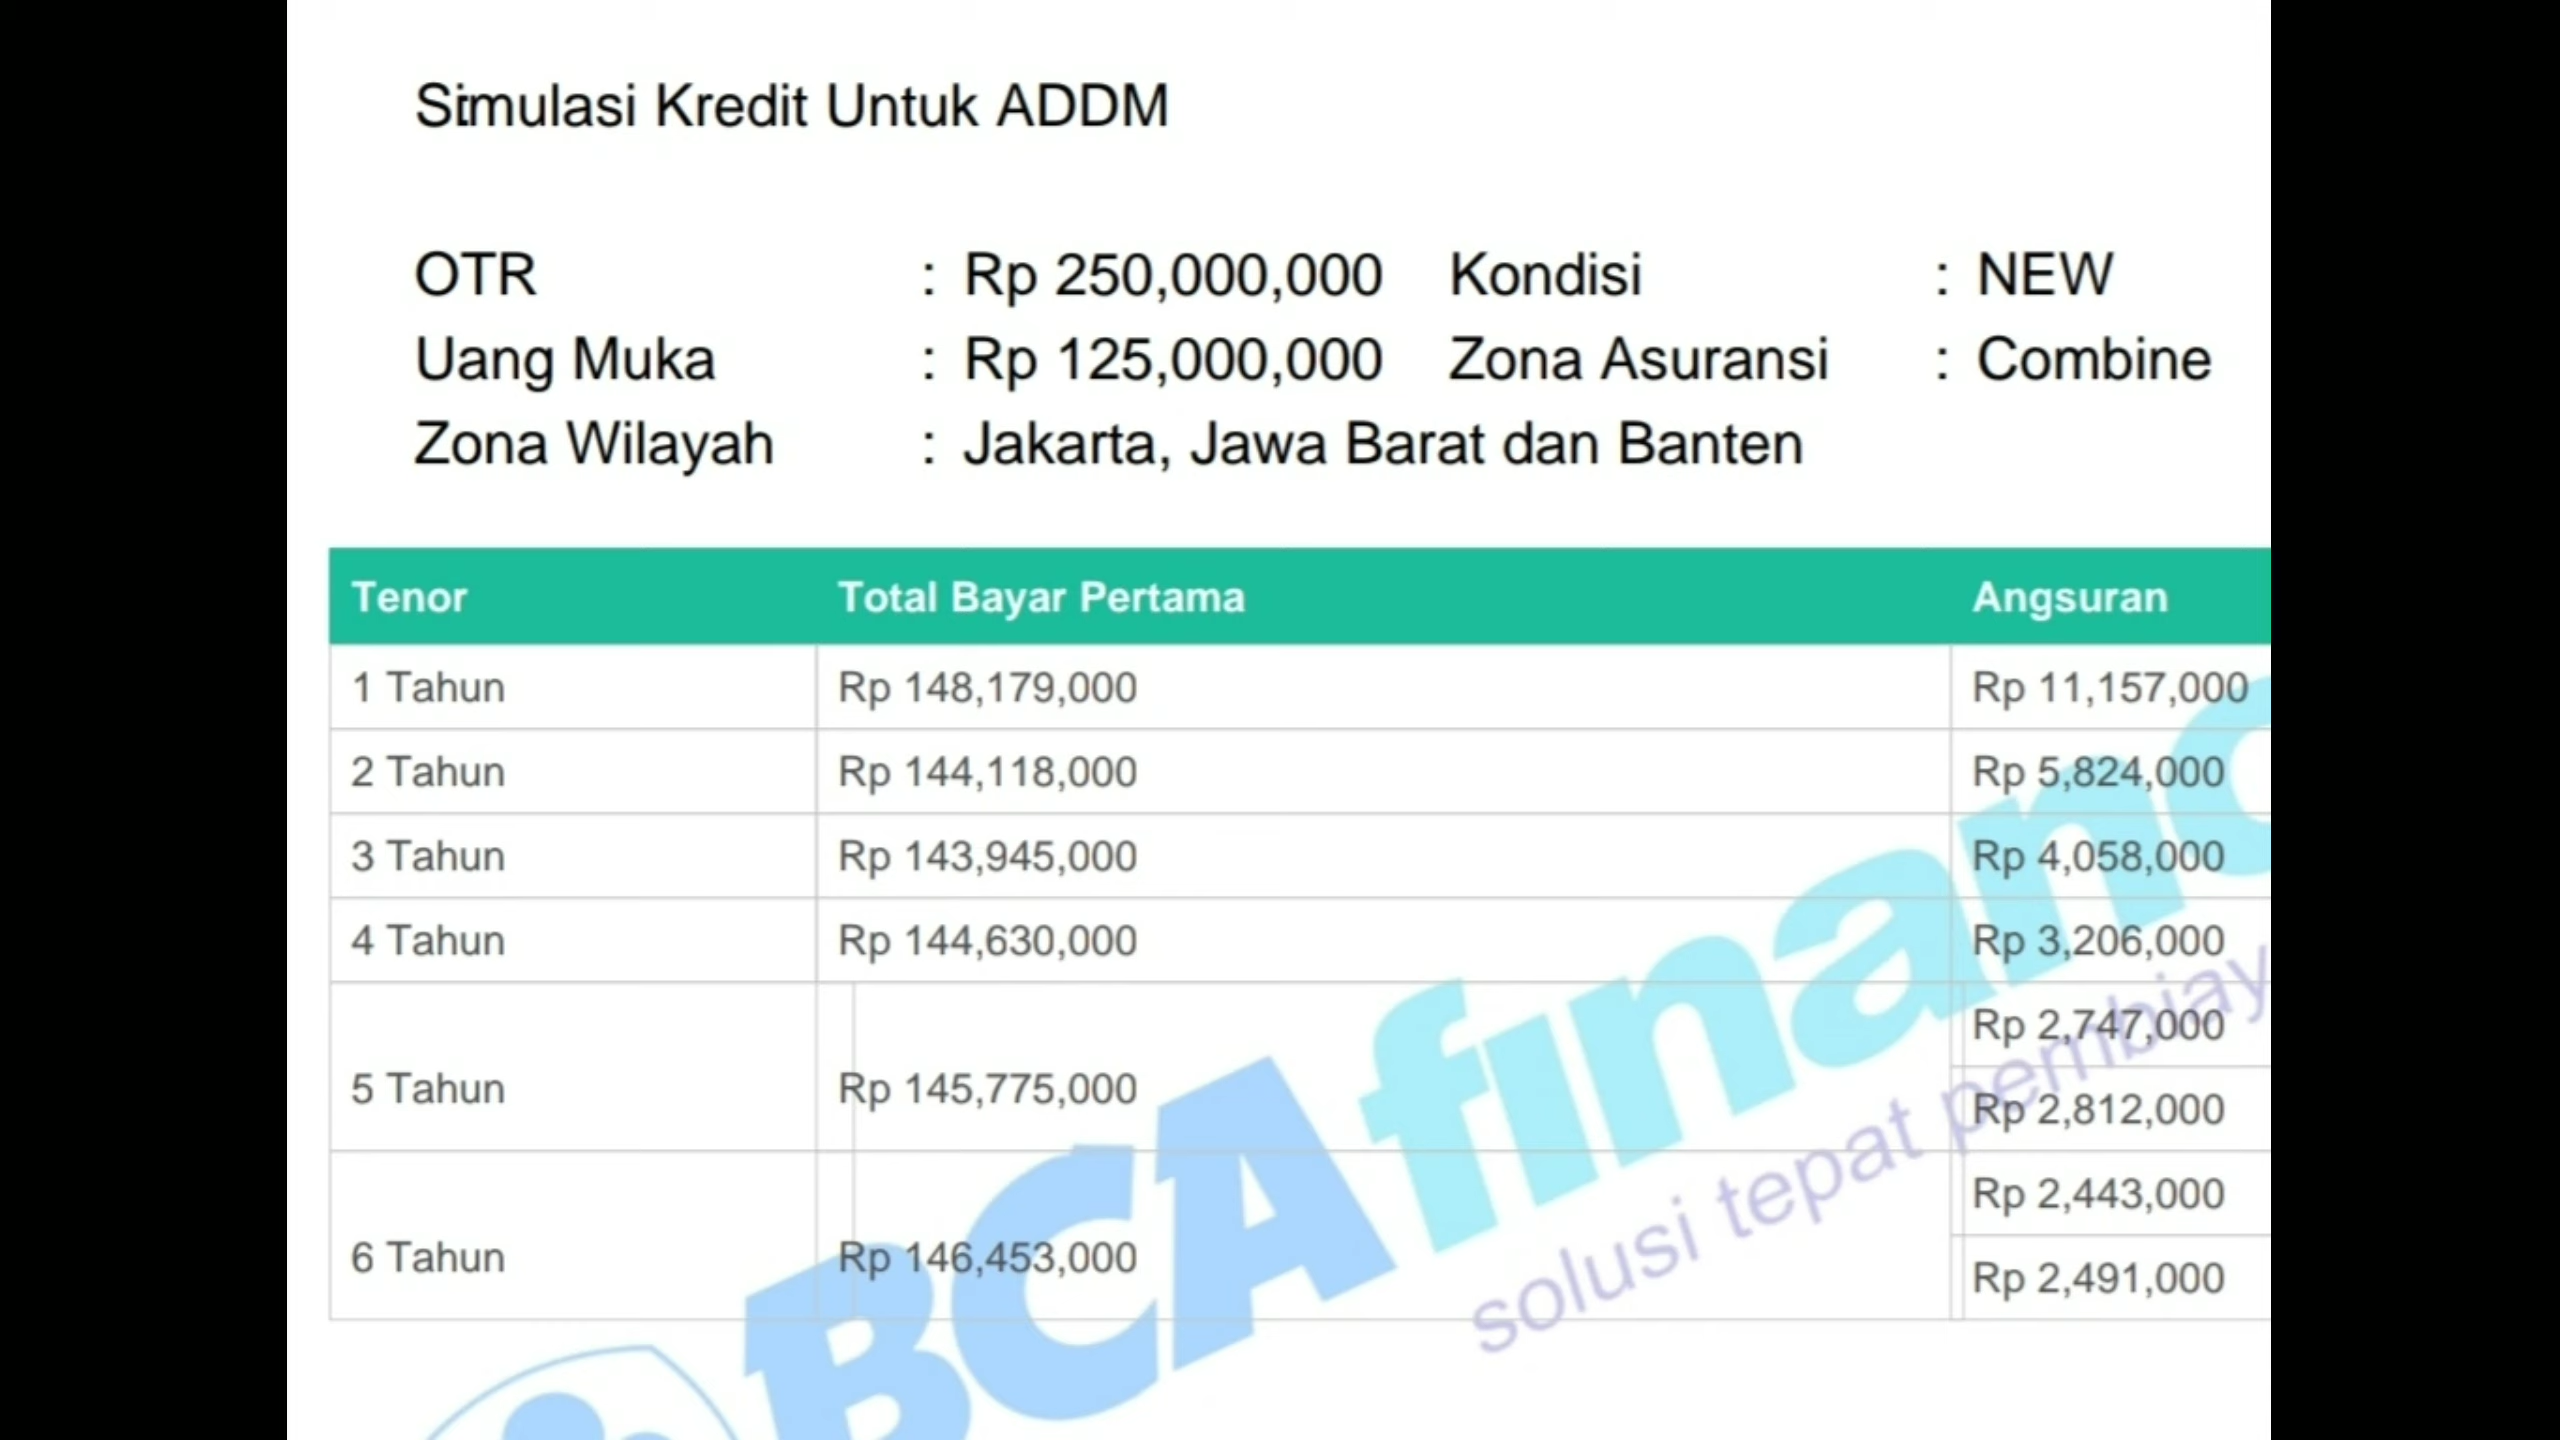 Simulasi Kredit Untuk ADDM
OTR : Rp 250,000,000 Kondisi : NEW
Uang Muka : Rp 125,000,000 Zona Asuransi : Combine
Zona Wilayah : Jakarta, Jawa Barat dan Banten
Tenor Total Bayar Pertama Angsuran
1 Tahun Rp 148,179,000 Rp 11,157,000
2 Tahun Rp 144,118,000 Rp 5,824,000
3 Tahun Rp 143,945,000 Rp 4,058,000
4 Tahun Rp 144,630,000 Rp 3,206,000
5 Tahun Rp 145,775,000 Rp 2,747,000
Rp 2,812,000
6 Tahun Rp 146,453,000 Rp 2,443,000
Rp 2,491,000
BCA financ
solusi tepat pembiay